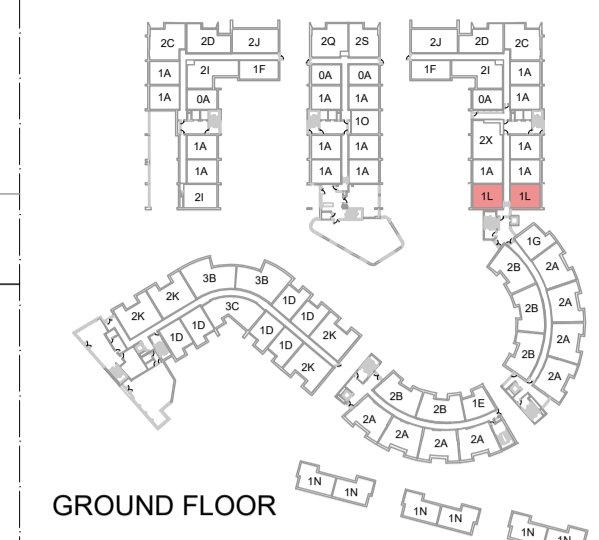 2C 2D 2J 2Q 2S 2J 2D 2C
1A 2I 1F 0A 0A 1F 2I 1A
1A 0A 1A 1A 0A 1A
1O
1A 1A 1A 2X 1A
1A 1A 1A 1A 1A
2I 1L 1L
1G
2B 2A
3B 3B
2K 2K 3C 1D 2B 2A
2K 1D 1D 1D 1D 2K 2B 2A
1D 2K 2A
2B 2B 1E
2A 2A 2A 2A
1N 1N
1N 1N
1N 1N
GROUND FLOOR